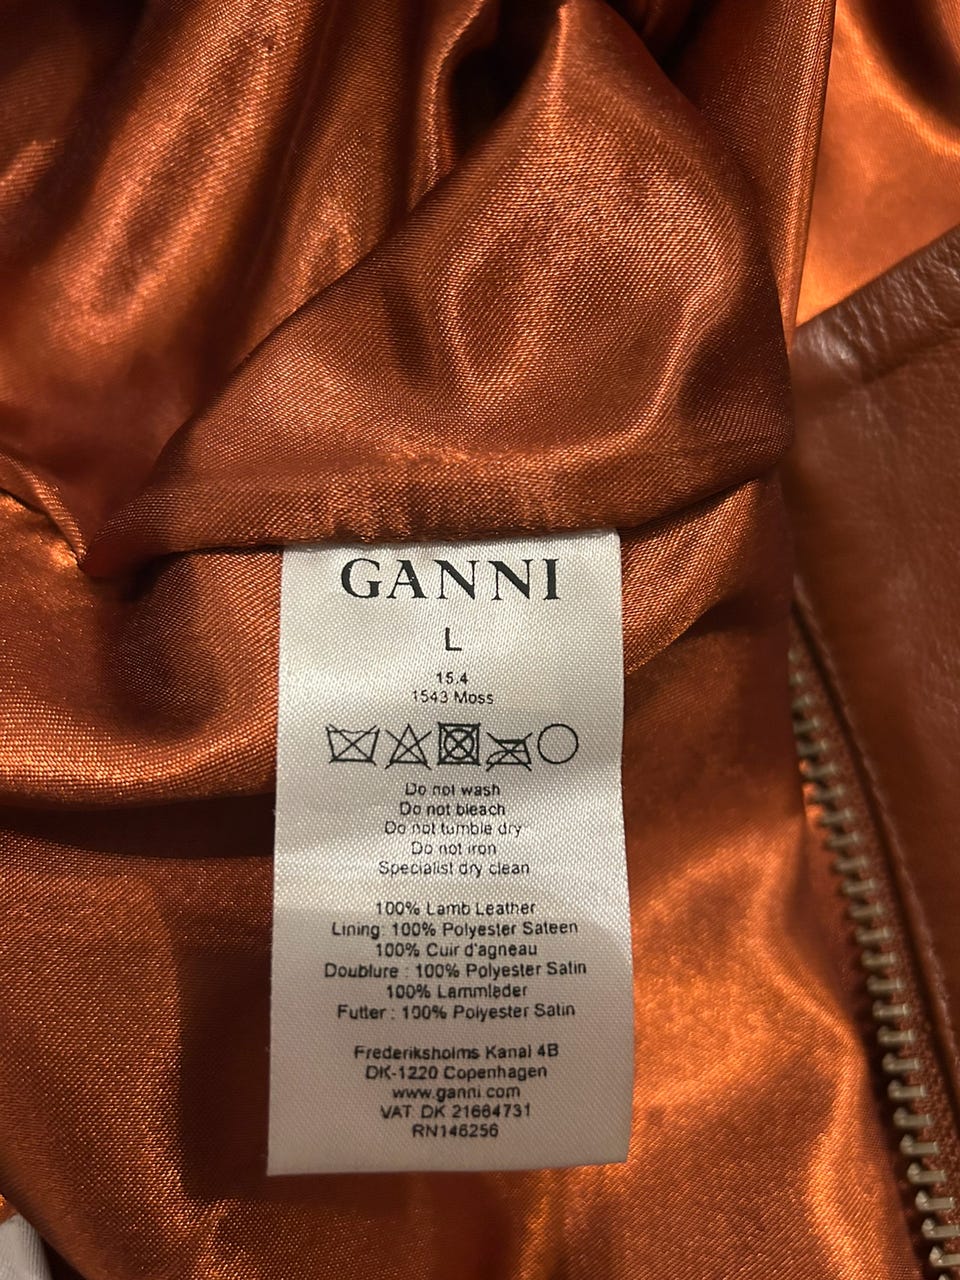 GANNI
L
15.4
1543 Moss
Do not wash
Do not bleach
Do not tumble dry
Do not iron
Specialist dry clean
100% Lamb Leather
Lining: 100% Polyester Sateen
100% Cuir d'agneau
Doublure : 100% Polyester Satin
100% Lammleder
Futter : 100% Polyester Satin
Frederiksholms Kanal 4B
DK-1220 Copenhagen
www.ganni.com
VAT DK 21664731
RN146256